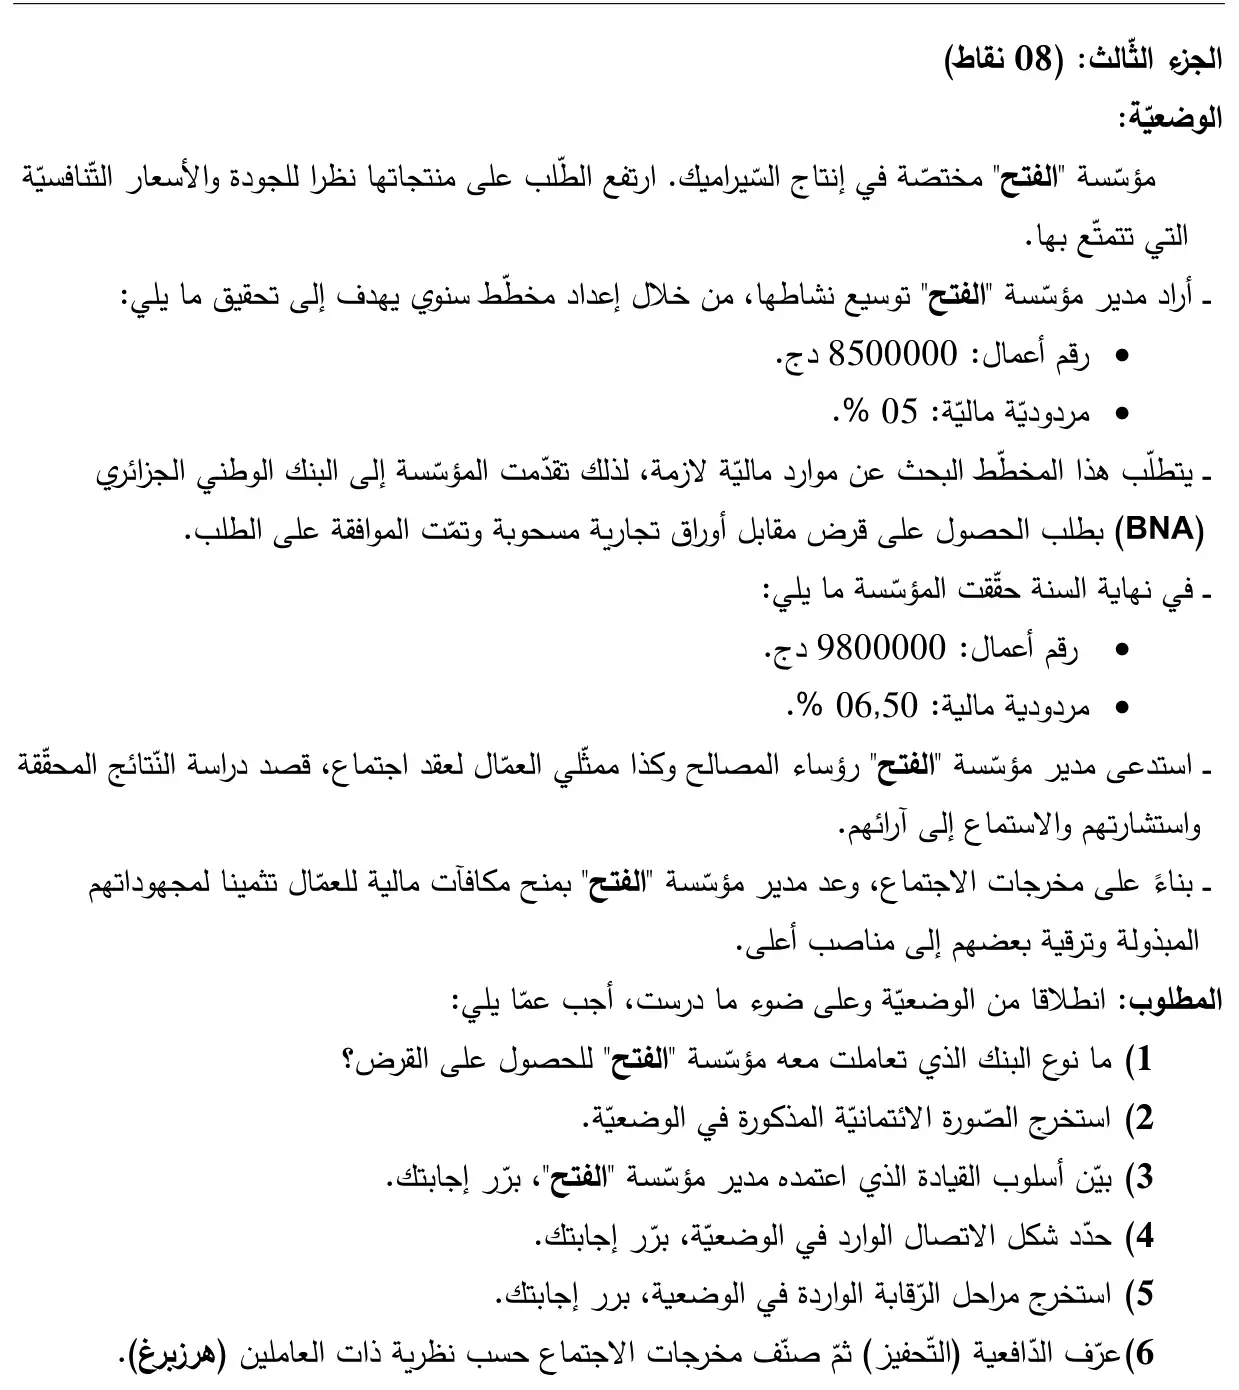 الجزء الثّالث: (08 نقاط)
الوضعيّة:
مؤسّسة "الفتح" مختصّة في إنتاج السّيراميك. ارتفع الطّلب على منتجاتها نظرا للجودة والأسعار التّنافسيّة
التي تتمتّع بها.
ـ أراد مدير مؤسّسة "الفتح" توسيع نشاطها، من خلال إعداد مخطّط سنوي يهدف إلى تحقيق ما يلي:
• رقم أعمال: 8500000 دج.
• مردوديّة ماليّة: 05 %.
ـ يتطلّب هذا المخطّط البحث عن موارد ماليّة لازمة، لذلك تقدّمت المؤسّسة إلى البنك الوطني الجزائري
(BNA) بطلب الحصول على قرض مقابل أوراق تجارية مسحوبة وتمّت الموافقة على الطلب.
ـ في نهاية السنة حقّقت المؤسّسة ما يلي:
• رقم أعمال: 9800000 دج.
• مردودية مالية: 06,50 %.
ـ استدعى مدير مؤسّسة "الفتح" رؤساء المصالح وكذا ممثّلي العمّال لعقد اجتماع، قصد دراسة النّتائج المحقّقة
واستشارتهم والاستماع إلى آرائهم.
ـ بناءً على مخرجات الاجتماع، وعد مدير مؤسّسة "الفتح" بمنح مكافآت مالية للعمّال تثمينا لمجهوداتهم
المبذولة وترقية بعضهم إلى مناصب أعلى.
المطلوب: انطلاقا من الوضعيّة وعلى ضوء ما درست، أجب عمّا يلي:
1) ما نوع البنك الذي تعاملت معه مؤسّسة "الفتح" للحصول على القرض؟
2) استخرج الصّورة الائتمانيّة المذكورة في الوضعيّة.
3) بيّن أسلوب القيادة الذي اعتمده مدير مؤسّسة "الفتح"، برّر إجابتك.
4) حدّد شكل الاتصال الوارد في الوضعيّة، برّر إجابتك.
5) استخرج مراحل الرّقابة الواردة في الوضعية، برر إجابتك.
6)عرّف الدّافعية (التّحفيز) ثمّ صنّف مخرجات الاجتماع حسب نظرية ذات العاملين (هرزبرغ).